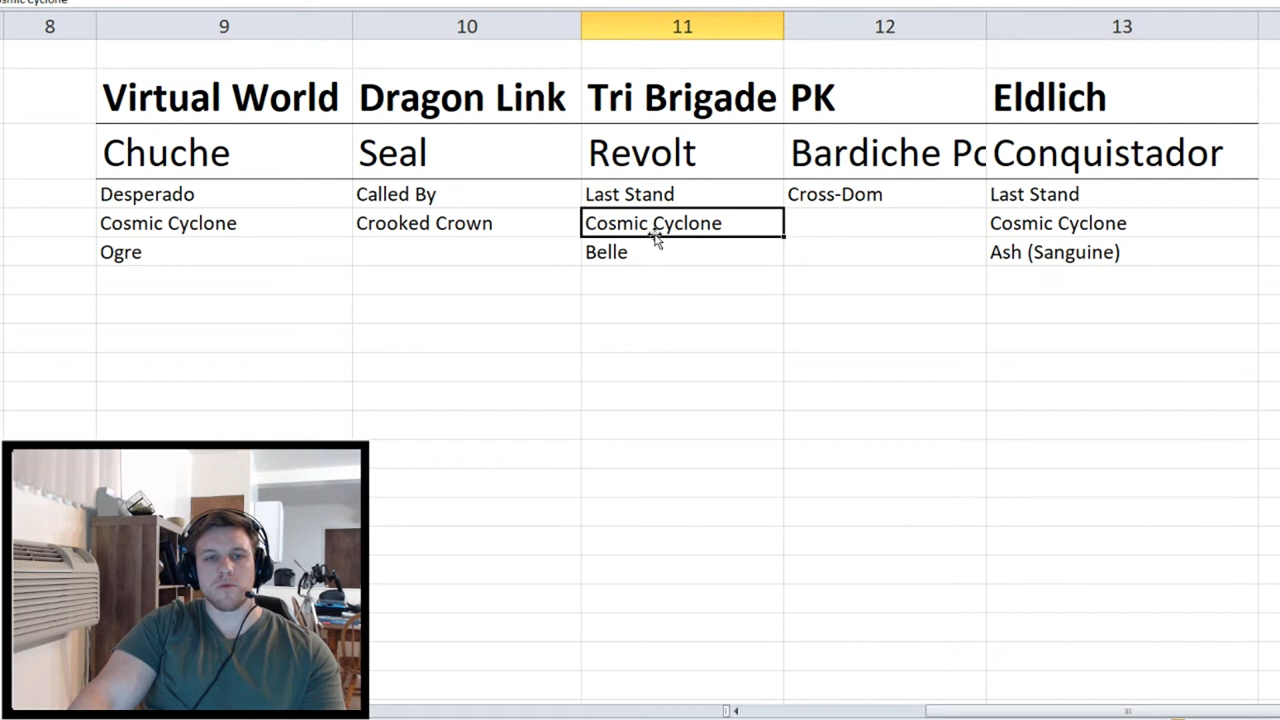 8 9 10 11 12 13
Virtual World Dragon Link Tri Brigade PK Eldlich
Chuche Seal Revolt Bardiche Conquistador
Desperado Called By Last Stand Cross-Dom Last Stand
Cosmic Cyclone Crooked Crown Cosmic Cyclone Cosmic Cyclone
Ogre Belle Ash (Sanguine)